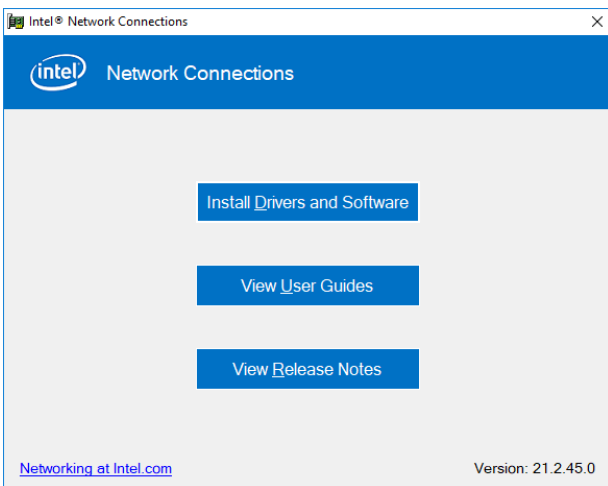 Intel® Network Connections
intel
Network Connections
Install Drivers and Software
View User Guides
View Release Notes
Networking at Intel.com
Version: 21.2.45.0